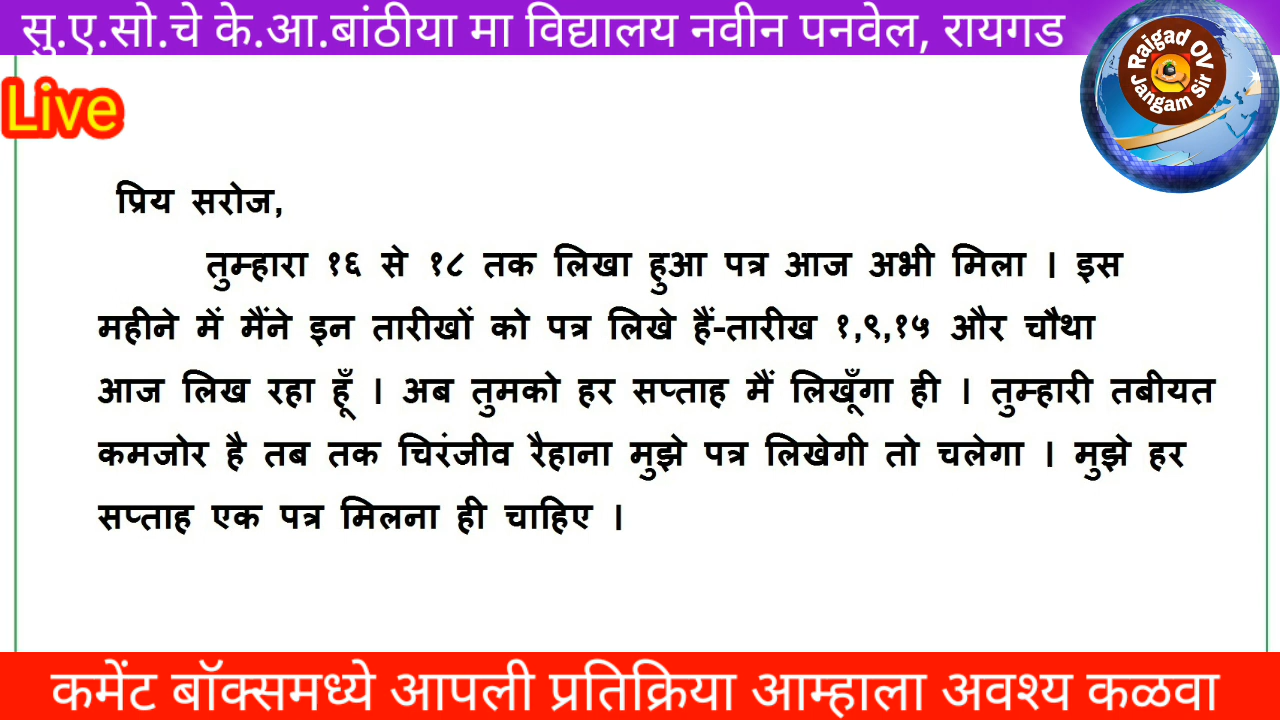 सु.ए.सो.चे के.आ.बांठीया मा विद्यालय नवीन पनवेल, रायगड
Raigad OV
Jangam Sir
Live
प्रिय सरोज,
तुम्हारा १६ से १८ तक लिखा हुआ पत्र आज अभी मिला । इस
महीने में मैंने इन तारीखों को पत्र लिखे हैं-तारीख १,९,१५ और चौथा
आज लिख रहा हूँ । अब तुमको हर सप्ताह मैं लिखूँगा ही । तुम्हारी तबीयत
कमजोर है तब तक चिरंजीव रैहाना मुझे पत्र लिखेगी तो चलेगा । मुझे हर
सप्ताह एक पत्र मिलना ही चाहिए ।
कमेंट बॉक्समध्ये आपली प्रतिक्रिया आम्हाला अवश्य कळवा